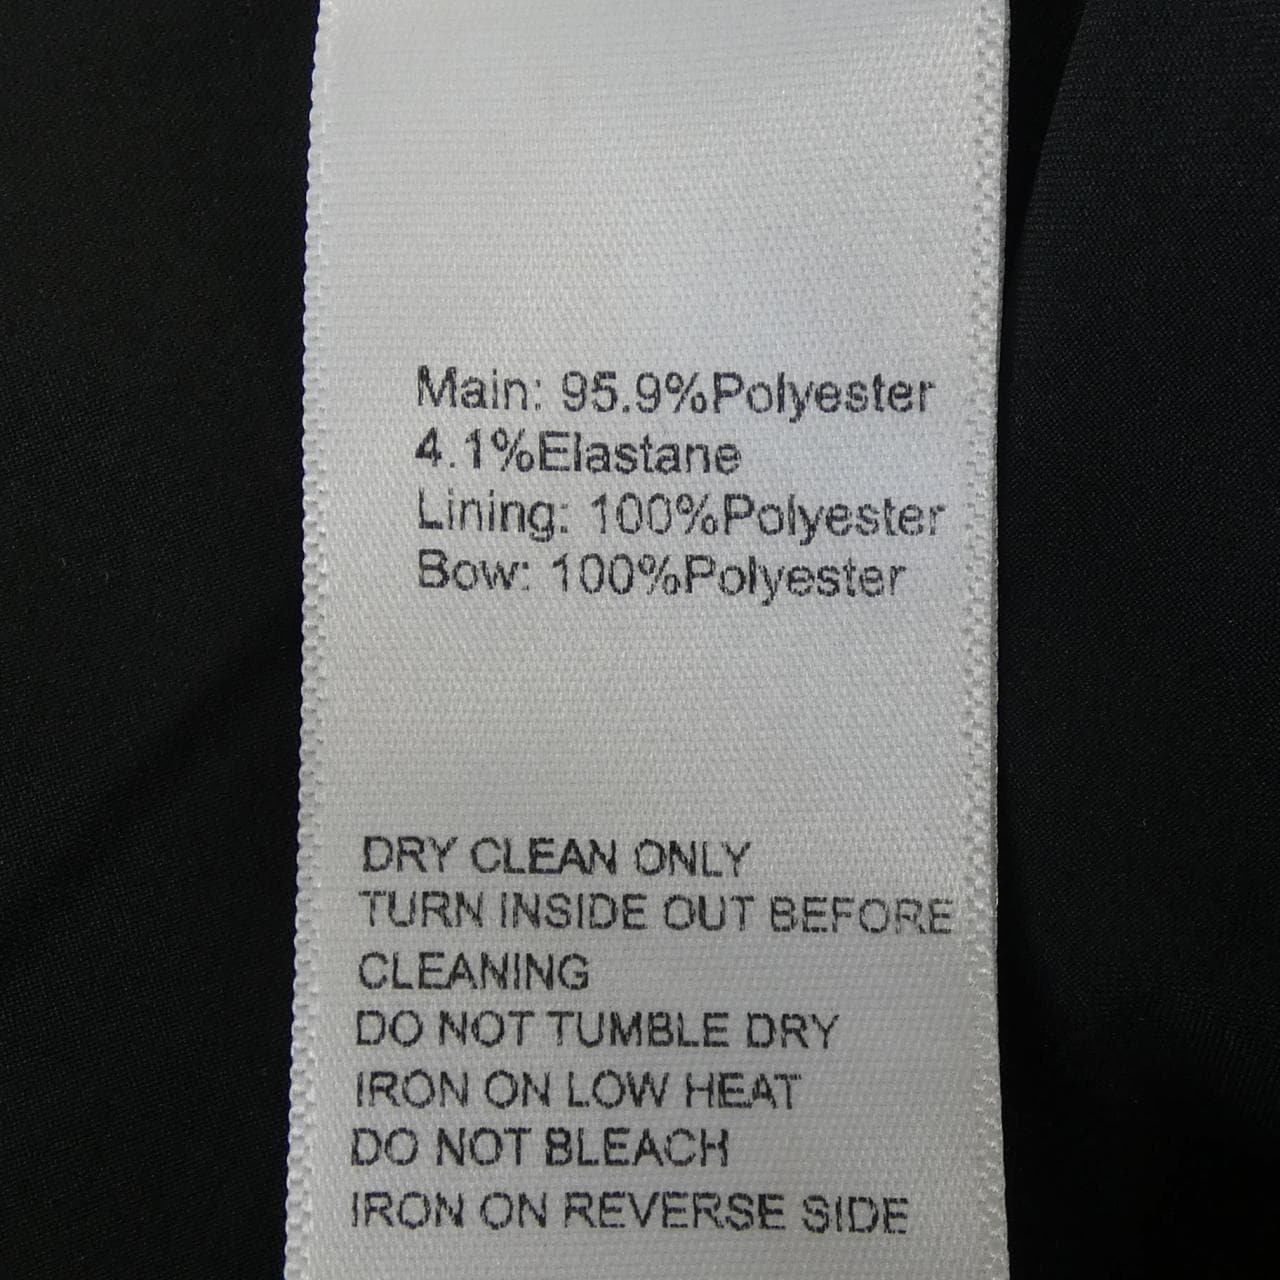 Main: 95.9%Polyester
4.1%Elastane
Lining: 100%Polyester
Bow: 100%Polyester
DRY CLEAN ONLY
TURN INSIDE OUT BEFORE
CLEANING
DO NOT TUMBLE DRY
IRON ON LOW HEAT
DO NOT BLEACH
IRON ON REVERSE SIDE